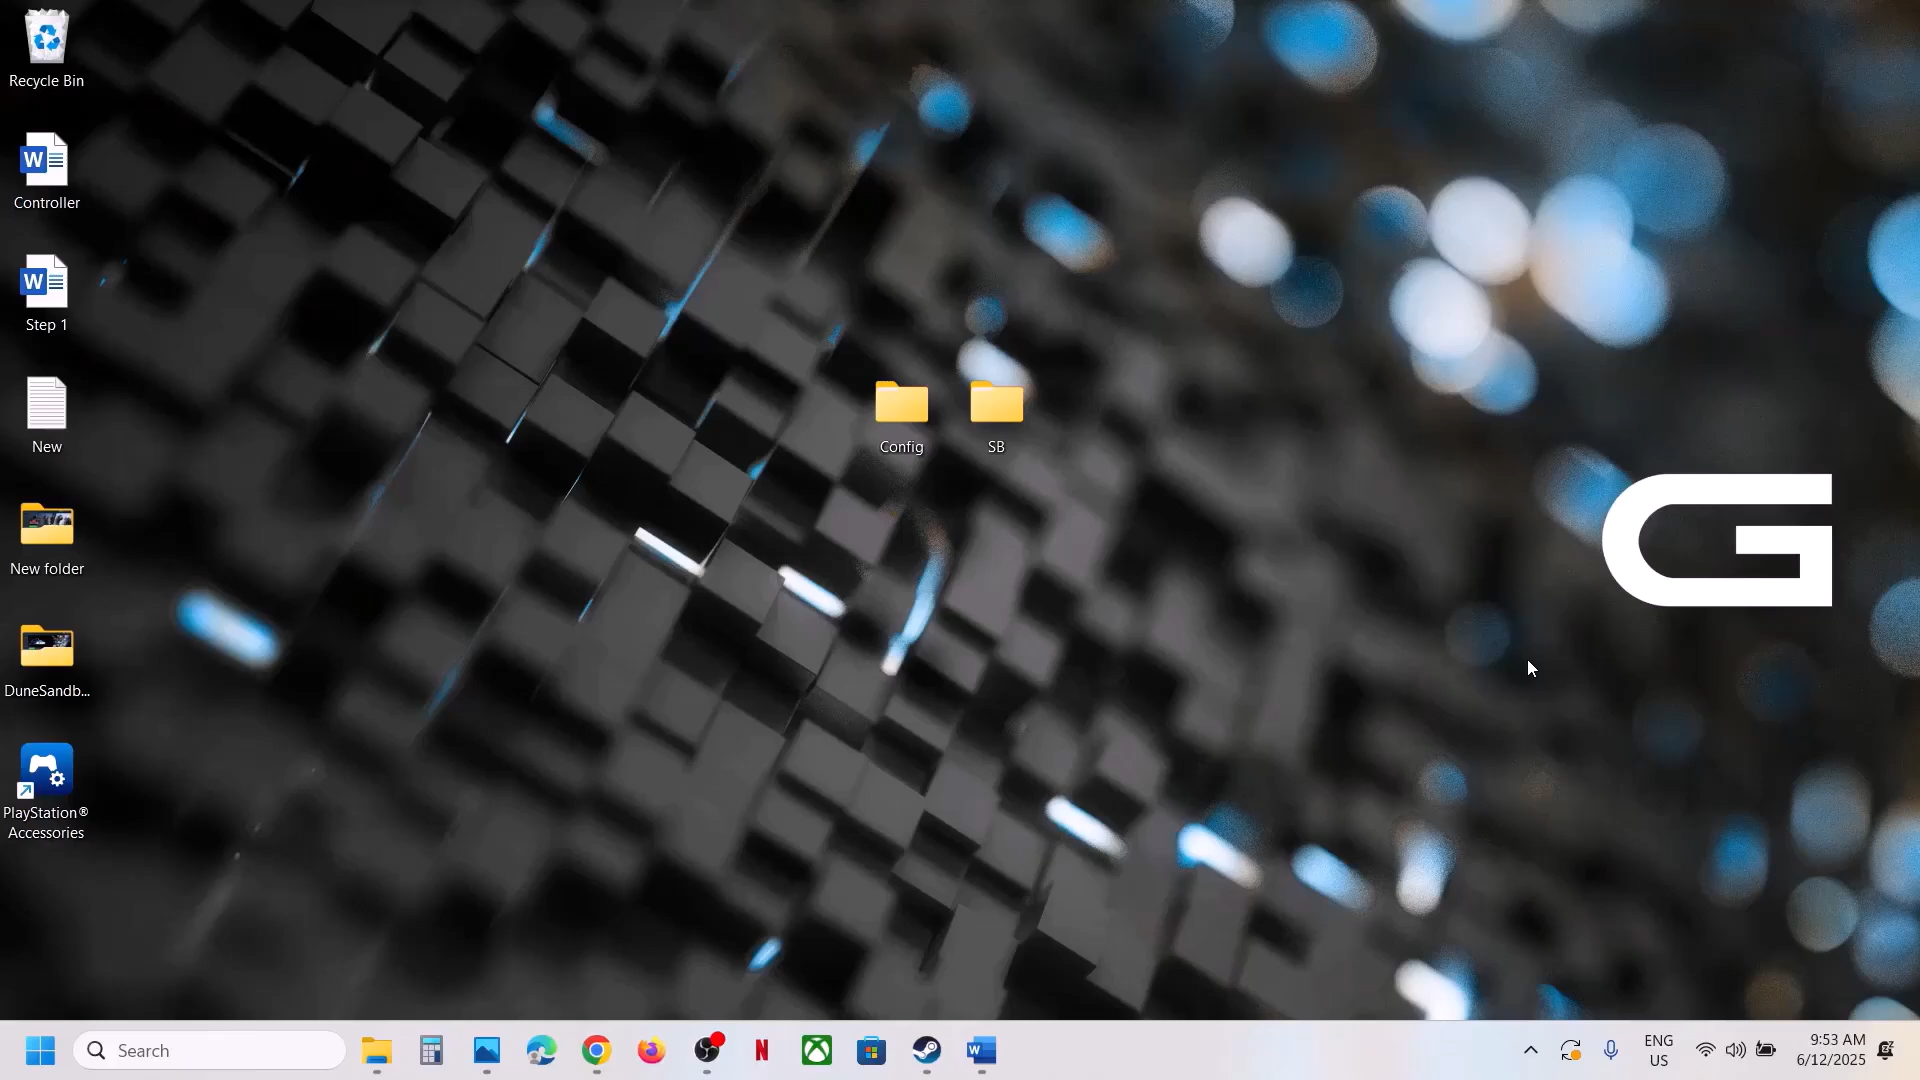 Recycle Bin
Controller
Step 1
New
New folder
DuneSandb...
PlayStation®
Accessories
Config
SB
G
Search
ENG
US
9:53 AM
6/12/2025